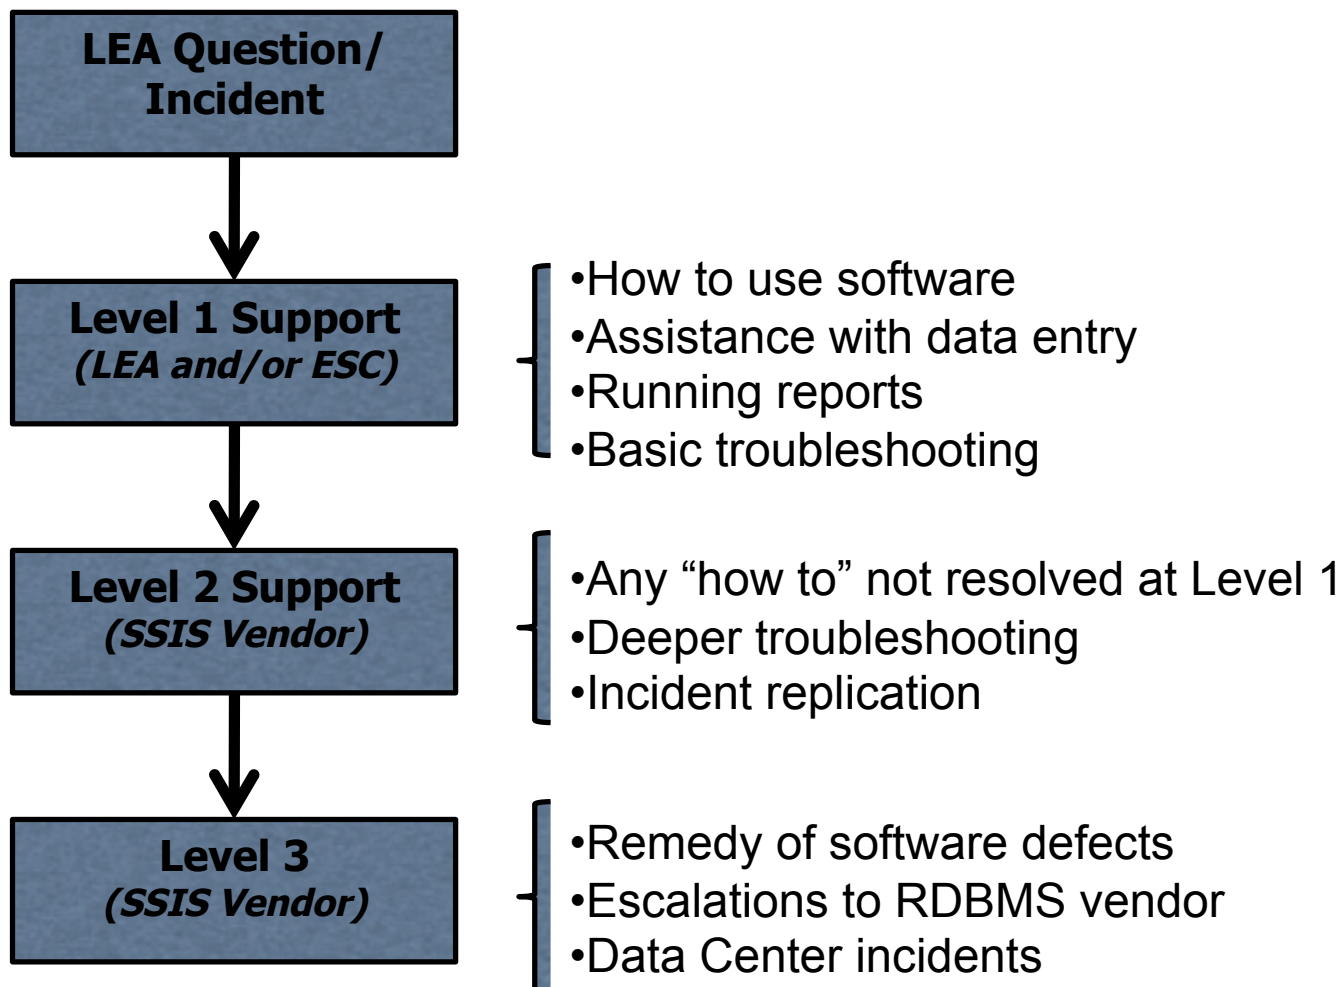 LEA Question/
Incident
Level 1 Support
(LEA and/or ESC)
•How to use software
•Assistance with data entry
•Running reports
•Basic troubleshooting
Level 2 Support
(SSIS Vendor)
•Any “how to” not resolved at Level 1
•Deeper troubleshooting
•Incident replication
Level 3
(SSIS Vendor)
•Remedy of software defects
•Escalations to RDBMS vendor
•Data Center incidents